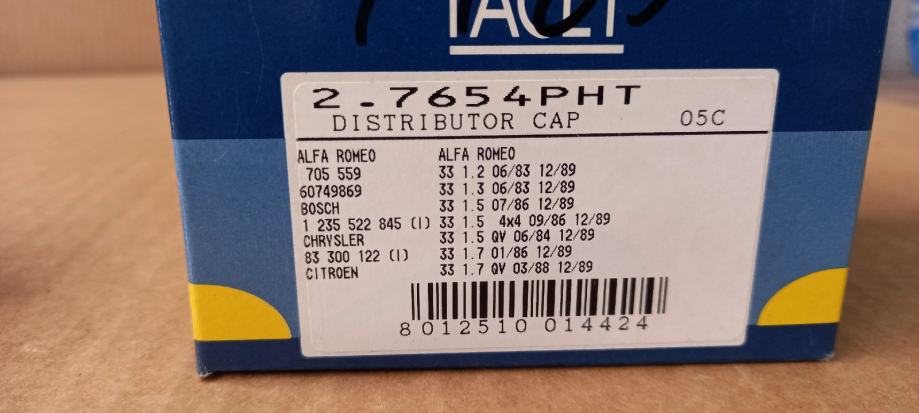 FACET
2.7654PHT
DISTRIBUTOR CAP 05C
ALFA ROMEO ALFA ROMEO
705 559 33 1.2 06/83 12/89
60749869 33 1.3 06/83 12/89
BOSCH 33 1.5 07/86 12/89
1 235 522 845 (I) 33 1.5 4x4 09/86 12/89
CHRYSLER 33 1.5 QV 06/84 12/89
83 300 122 (I) 33 1.7 01/86 12/89
CITROEN 33 1.7 QV 03/88 12/89
8 012510 014424